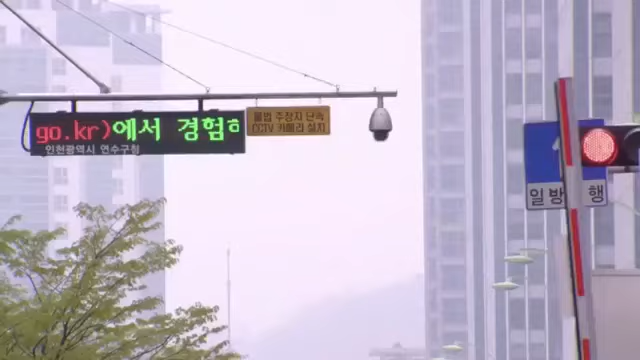 go.kr)에서 경험ㅎ
인천광역시 연수구청
불법 주정차 단속
CCTV 카메라 설치
일방 행